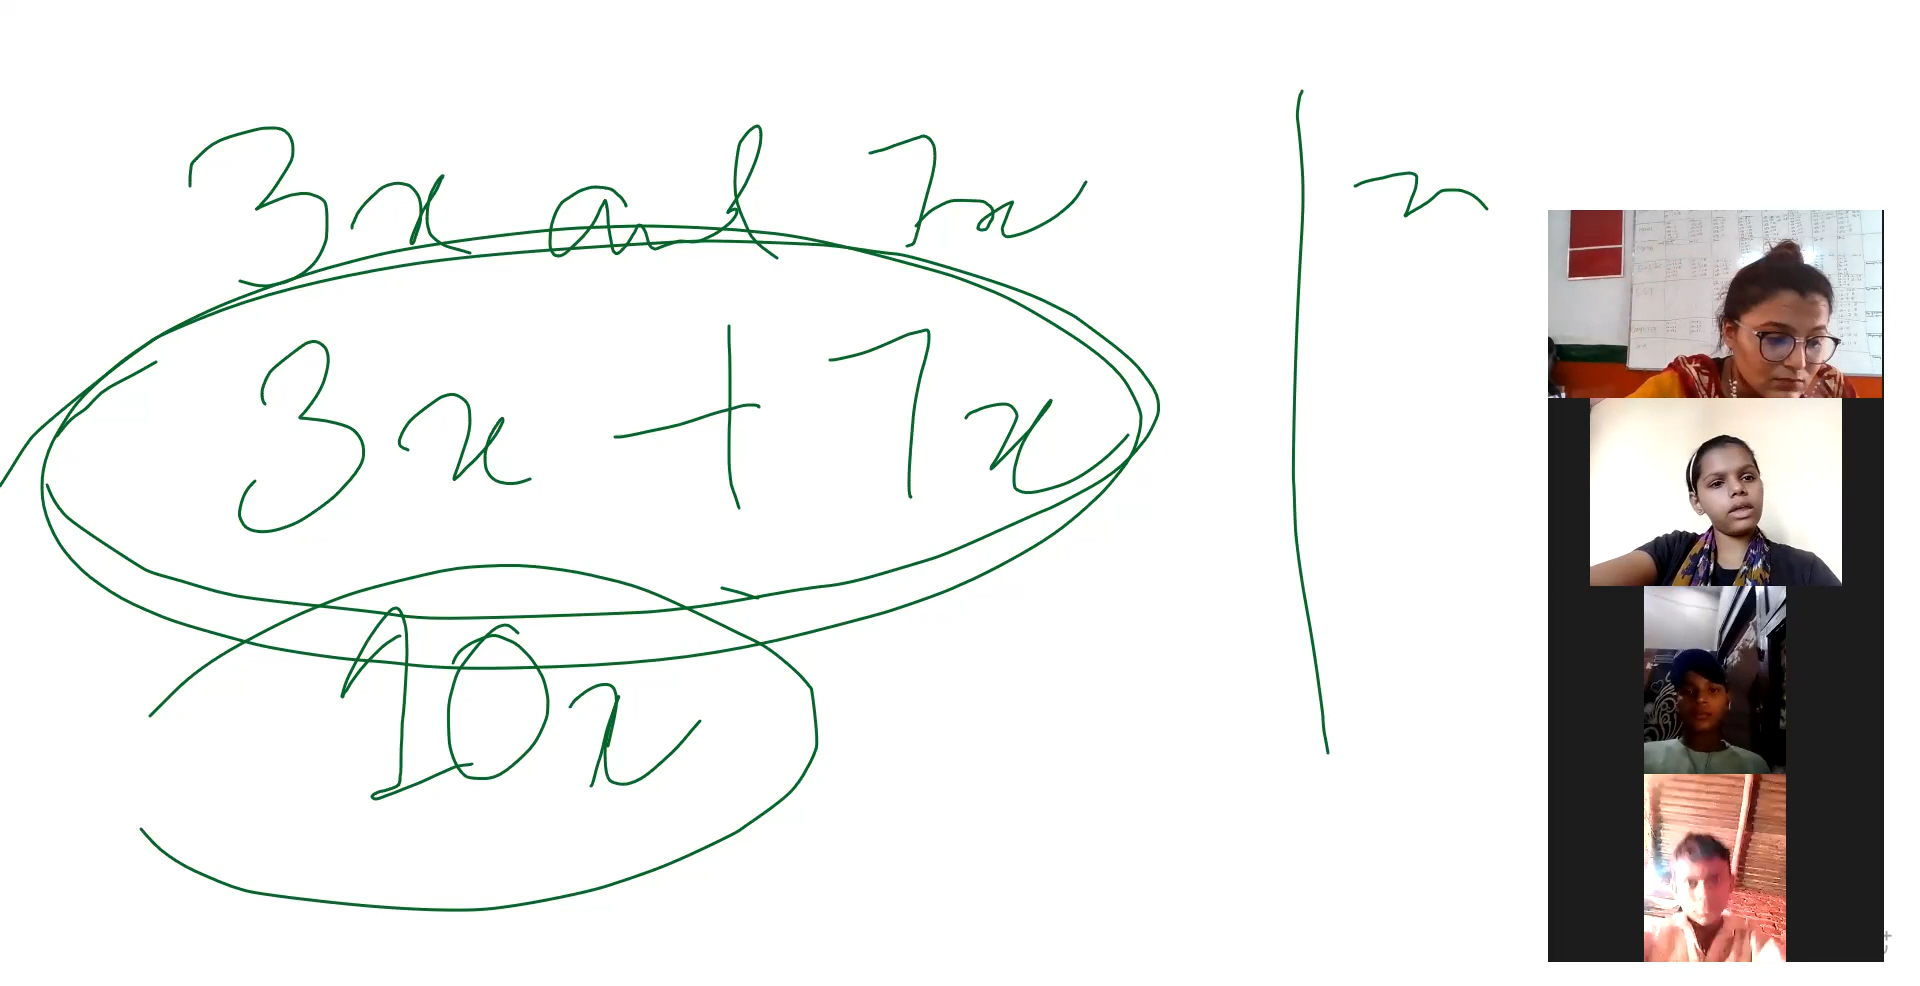 3x and 7x
3x + 7x
10x